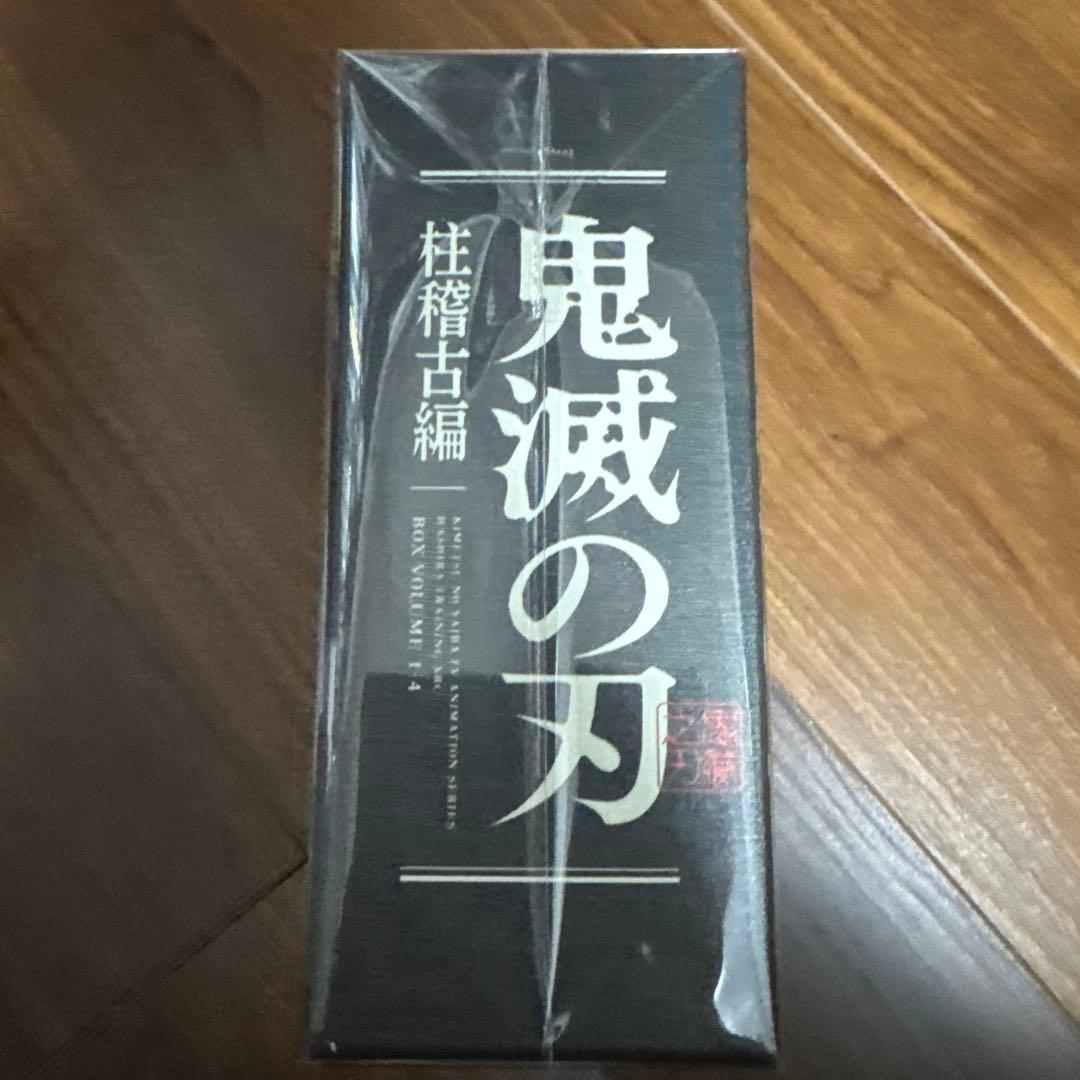 鬼滅の刃
柱稽古編
KIMETSU NO YAIBA TV ANIMATION SERIES
HASHIRA TRAINING ARC
BOX VOLUME 1-4